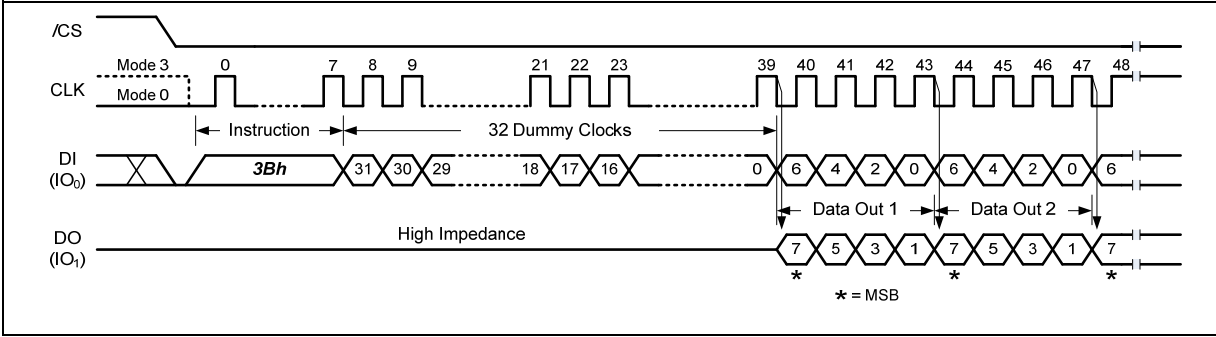 /CS
Mode 3 0 7 8 9 21 22 23 39 40 41 42 43 44 45 46 47 48
CLK
Mode 0
Instruction 32 Dummy Clocks
DI
(IO0)
3Bh 31 30 29 18 17 16 0 6 4 2 0 6 4 2 0 6
Data Out 1 Data Out 2
High Impedance
DO
(IO1)
7 5 3 1 7 5 3 1 7
* * *
* = MSB